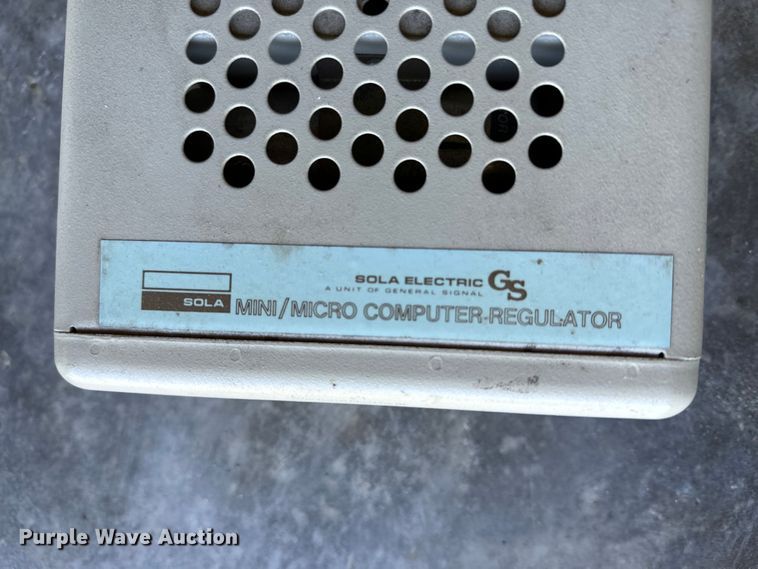 SOLA ELECTRIC GS
A UNIT OF GENERAL SIGNAL
SOLA
MINI/MICRO COMPUTER-REGULATOR
Purple Wave Auction